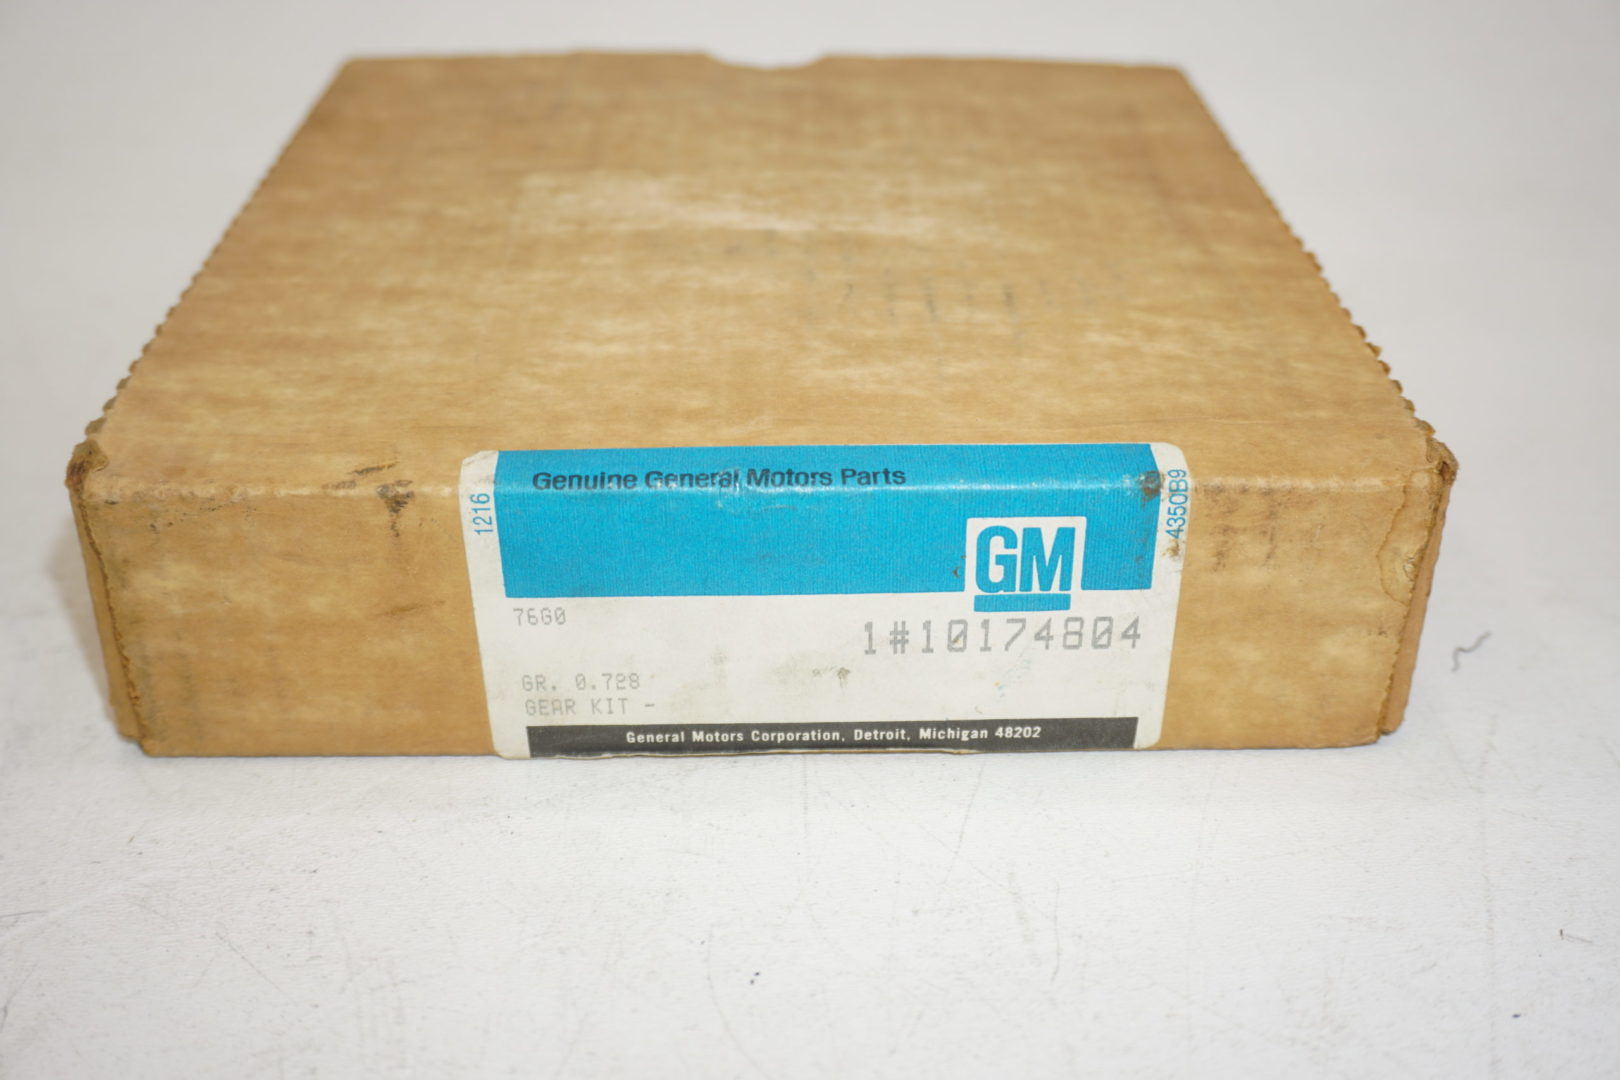 Genuine General Motors Parts
1216
4350B9
GM
76G0
1#10174804
GR. 0.728
GEAR KIT -
General Motors Corporation, Detroit, Michigan 48202